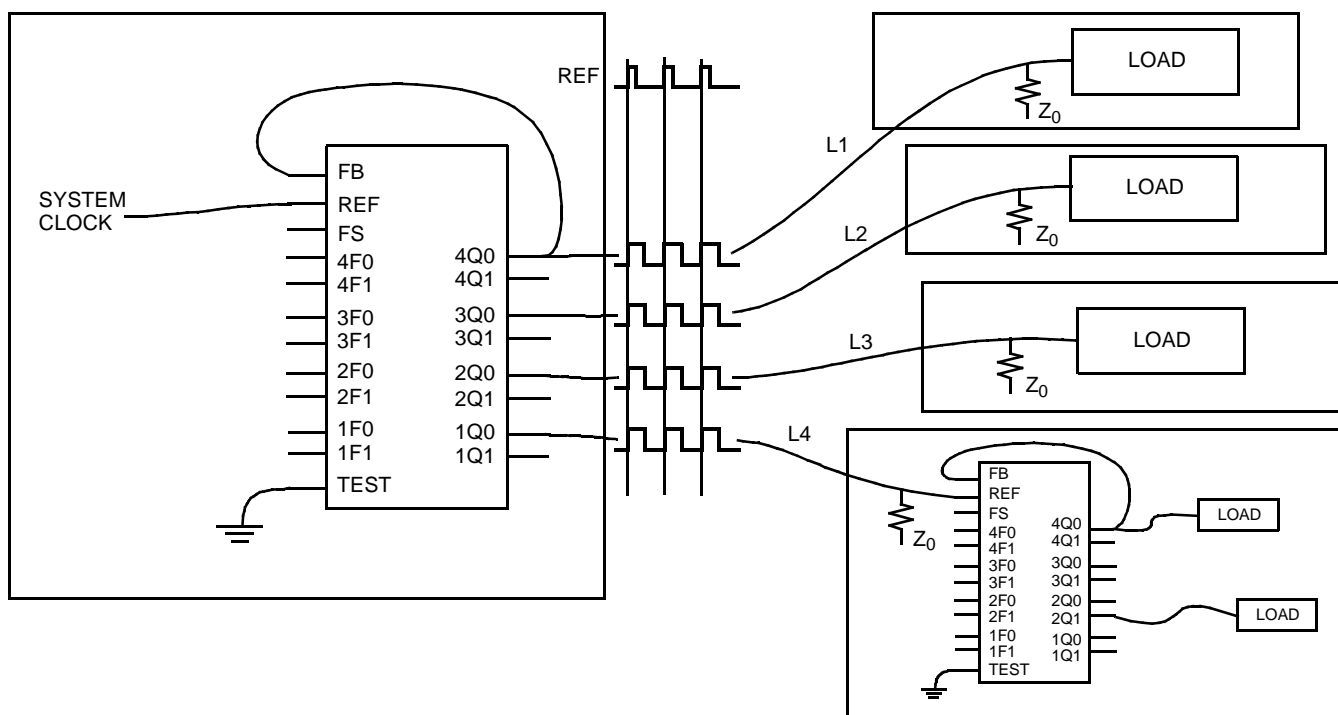 REF
SYSTEM
CLOCK
FB
REF
FS
4F0
4F1
3F0
3F1
2F0
2F1
1F0
1F1
TEST
4Q0
4Q1
3Q0
3Q1
2Q0
2Q1
1Q0
1Q1
L1
L2
L3
L4
LOAD
Z0
LOAD
Z0
LOAD
Z0
Z0
FB
REF
FS
4F0
4F1
3F0
3F1
2F0
2F1
1F0
1F1
TEST
4Q0
4Q1
3Q0
3Q1
2Q0
2Q1
1Q0
1Q1
LOAD
LOAD